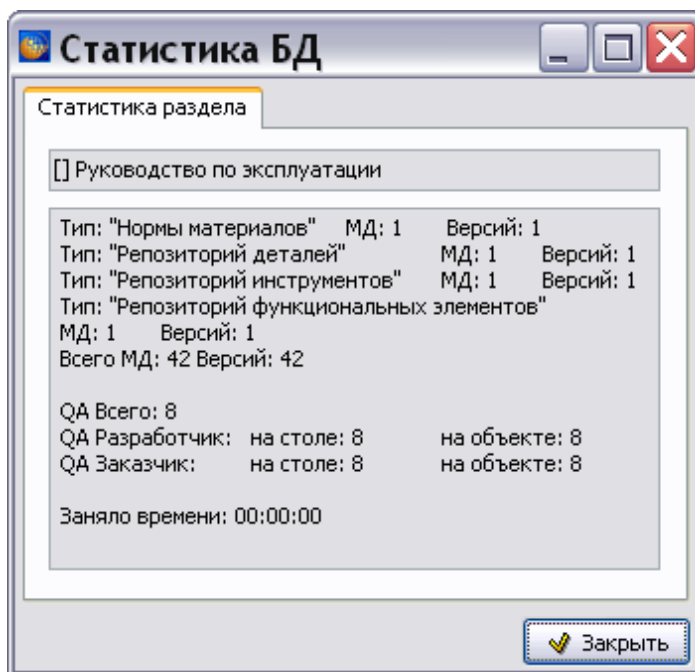 Статистика БД
Статистика раздела
[] Руководство по эксплуатации
Тип: "Нормы материалов" МД: 1 Версий: 1
Тип: "Репозиторий деталей" МД: 1 Версий: 1
Тип: "Репозиторий инструментов" МД: 1 Версий: 1
Тип: "Репозиторий функциональных элементов"
МД: 1 Версий: 1
Всего МД: 42 Версий: 42
QA Всего: 8
QA Разработчик: на столе: 8 на объекте: 8
QA Заказчик: на столе: 8 на объекте: 8
Заняло времени: 00:00:00
Закрыть